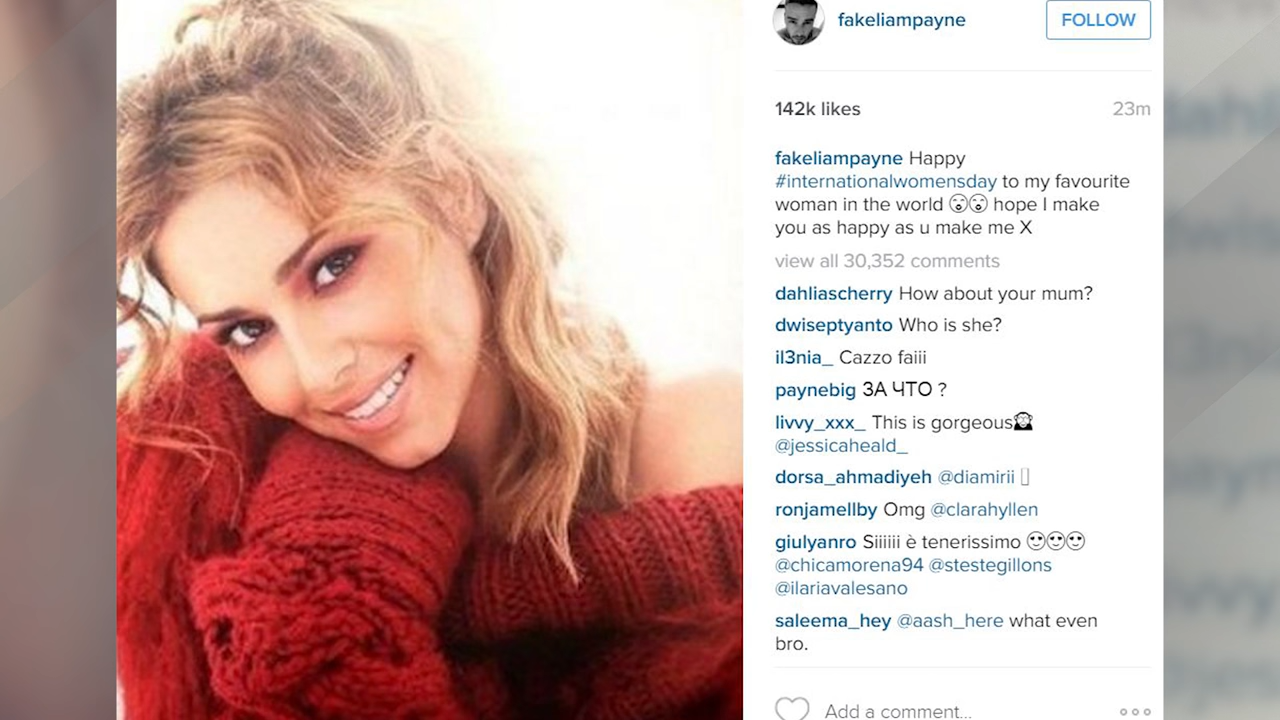 fakeliampayne
FOLLOW
142k likes
23m
fakeliampayne Happy
#internationalwomensday to my favourite
woman in the world 😮😮 hope I make
you as happy as u make me X
view all 30,352 comments
dahliascherry How about your mum?
dwiseptyanto Who is she?
il3nia_ Cazzo faiii
paynebig ЗА ЧТО ?
livvy_xxx_ This is gorgeous🙊
@jessicaheald_
dorsa_ahmadiyeh @diamirii
ronjamellby Omg @clarahyllen
giulyanro Siiiiii è tenerissimo 😍😍😍
@chicamorena94 @stestegillons
@ilariavalesano
saleema_hey @aash_here what even
bro.
Add a comment...